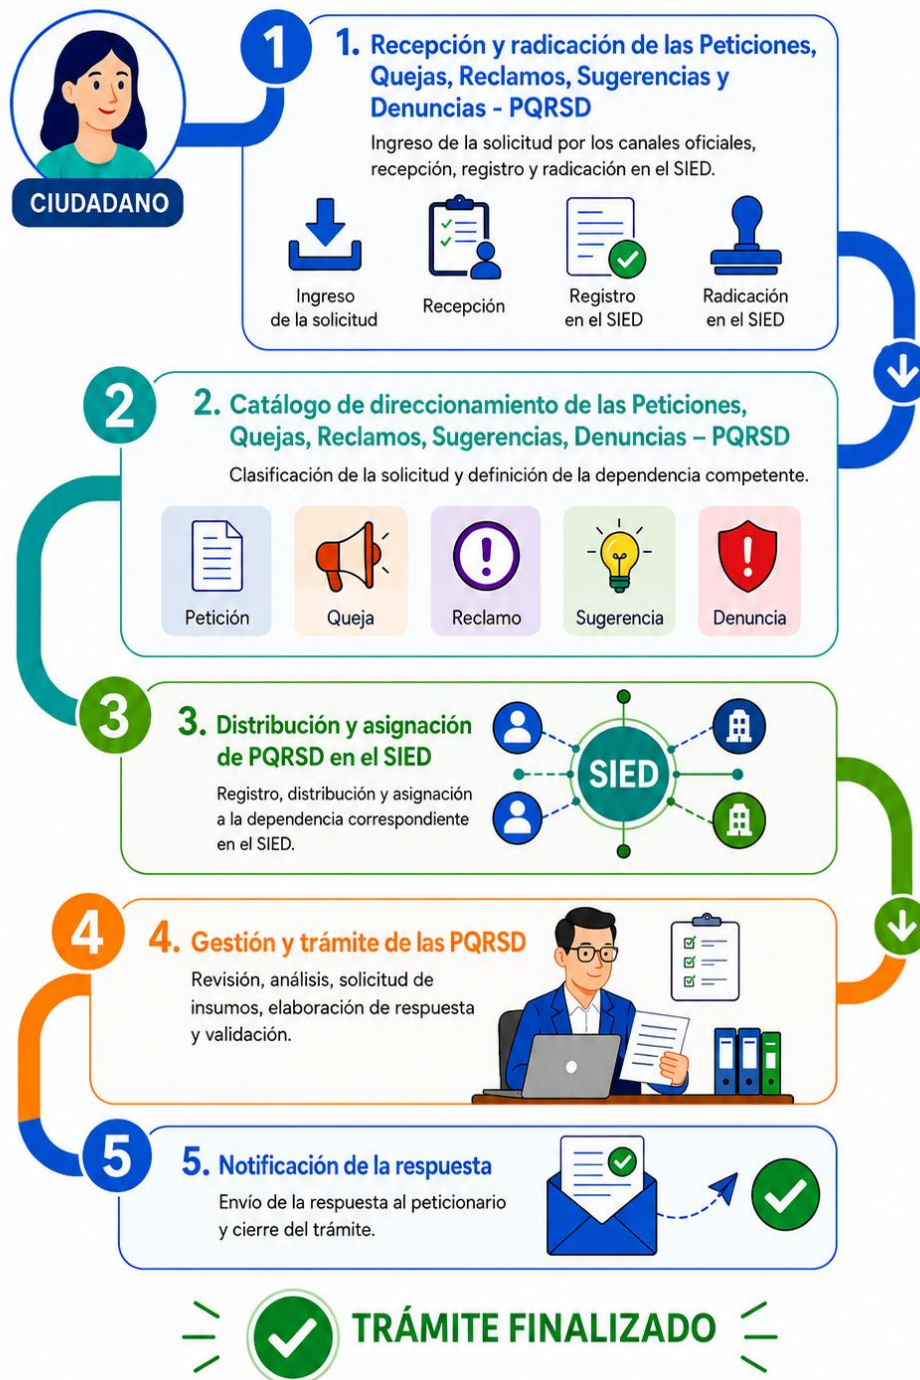 CIUDADANO
1
1. Recepción y radicación de las Peticiones,
Quejas, Reclamos, Sugerencias y
Denuncias - PQRSD
Ingreso de la solicitud por los canales oficiales,
recepción, registro y radicación en el SIED.
Ingreso
de la solicitud
Recepción
Registro
en el SIED
Radicación
en el SIED
2
2. Catálogo de direccionamiento de las Peticiones,
Quejas, Reclamos, Sugerencias, Denuncias – PQRSD
Clasificación de la solicitud y definición de la dependencia competente.
Petición
Queja
Reclamo
Sugerencia
Denuncia
3
3. Distribución y asignación
de PQRSD en el SIED
Registro, distribución y asignación
a la dependencia correspondiente
en el SIED.
SIED
4
4. Gestión y trámite de las PQRSD
Revisión, análisis, solicitud de
insumos, elaboración de respuesta
y validación.
5
5. Notificación de la respuesta
Envío de la respuesta al peticionario
y cierre del trámite.
TRÁMITE FINALIZADO